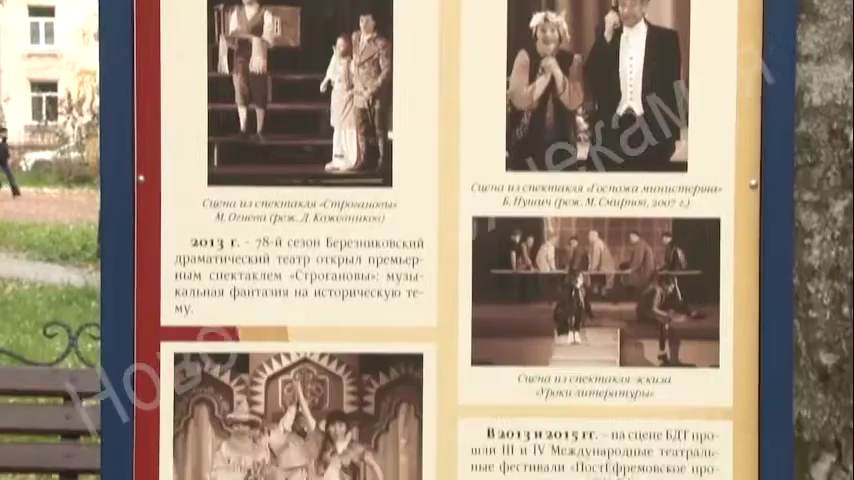 Сцена из спектакля «Строгановы»
М. Огнева (реж. Д. Кожевников)
2013 г. – 78-й сезон Березниковский
драматический театр открыл премьер-
ным спектаклем «Строгановы»: музы-
кальная фантазия на историческую те-
му.
Сцена из спектакля «Госпожа министерша»
Б. Нушич (реж. М. Смирнов, 2007 г.)
Сцена из спектакля-эскиза
«Уроки литературы»
В 2013 и 2015 гг. – на сцене БДТ про-
шли III и IV Международные театраль-
ные фестивали «ПостЕфремовское про-